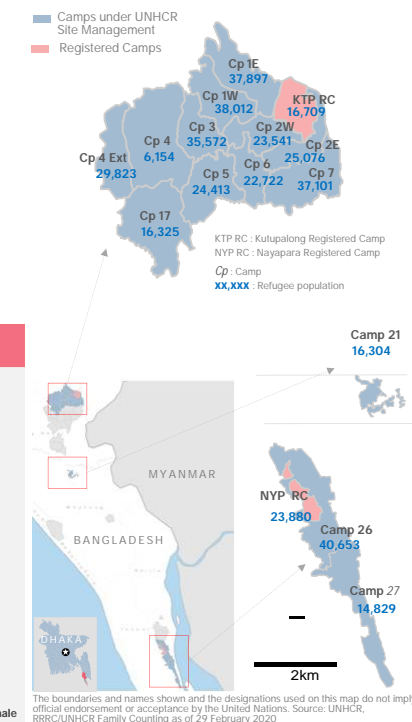 Camps under UNHCR
Site Management
Registered Camps
Cp 1E
37,897
Cp 1W
38,012
KTP RC
16,709
Cp 3
35,572
Cp 2W
23,541
Cp 4
6,154
Cp 2E
25,076
Cp 4 Ext
29,823
Cp 6
22,722
Cp 5
24,413
Cp 7
37,101
Cp 17
16,325
KTP RC : Kutupalong Registered Camp
NYP RC : Nayapara Registered Camp
Cp : Camp
xx,xxx : Refugee population
Camp 21
16,304
MYANMAR
BANGLADESH
NYP RC
23,880
Camp 26
40,653
Camp 27
14,829
DHAKA
2km
The boundaries and names shown and the designations used on this map do not imply
official endorsement or acceptance by the United Nations. Source: UNHCR,
RRRC/UNHCR Family Counting as of 29 February 2020
nale